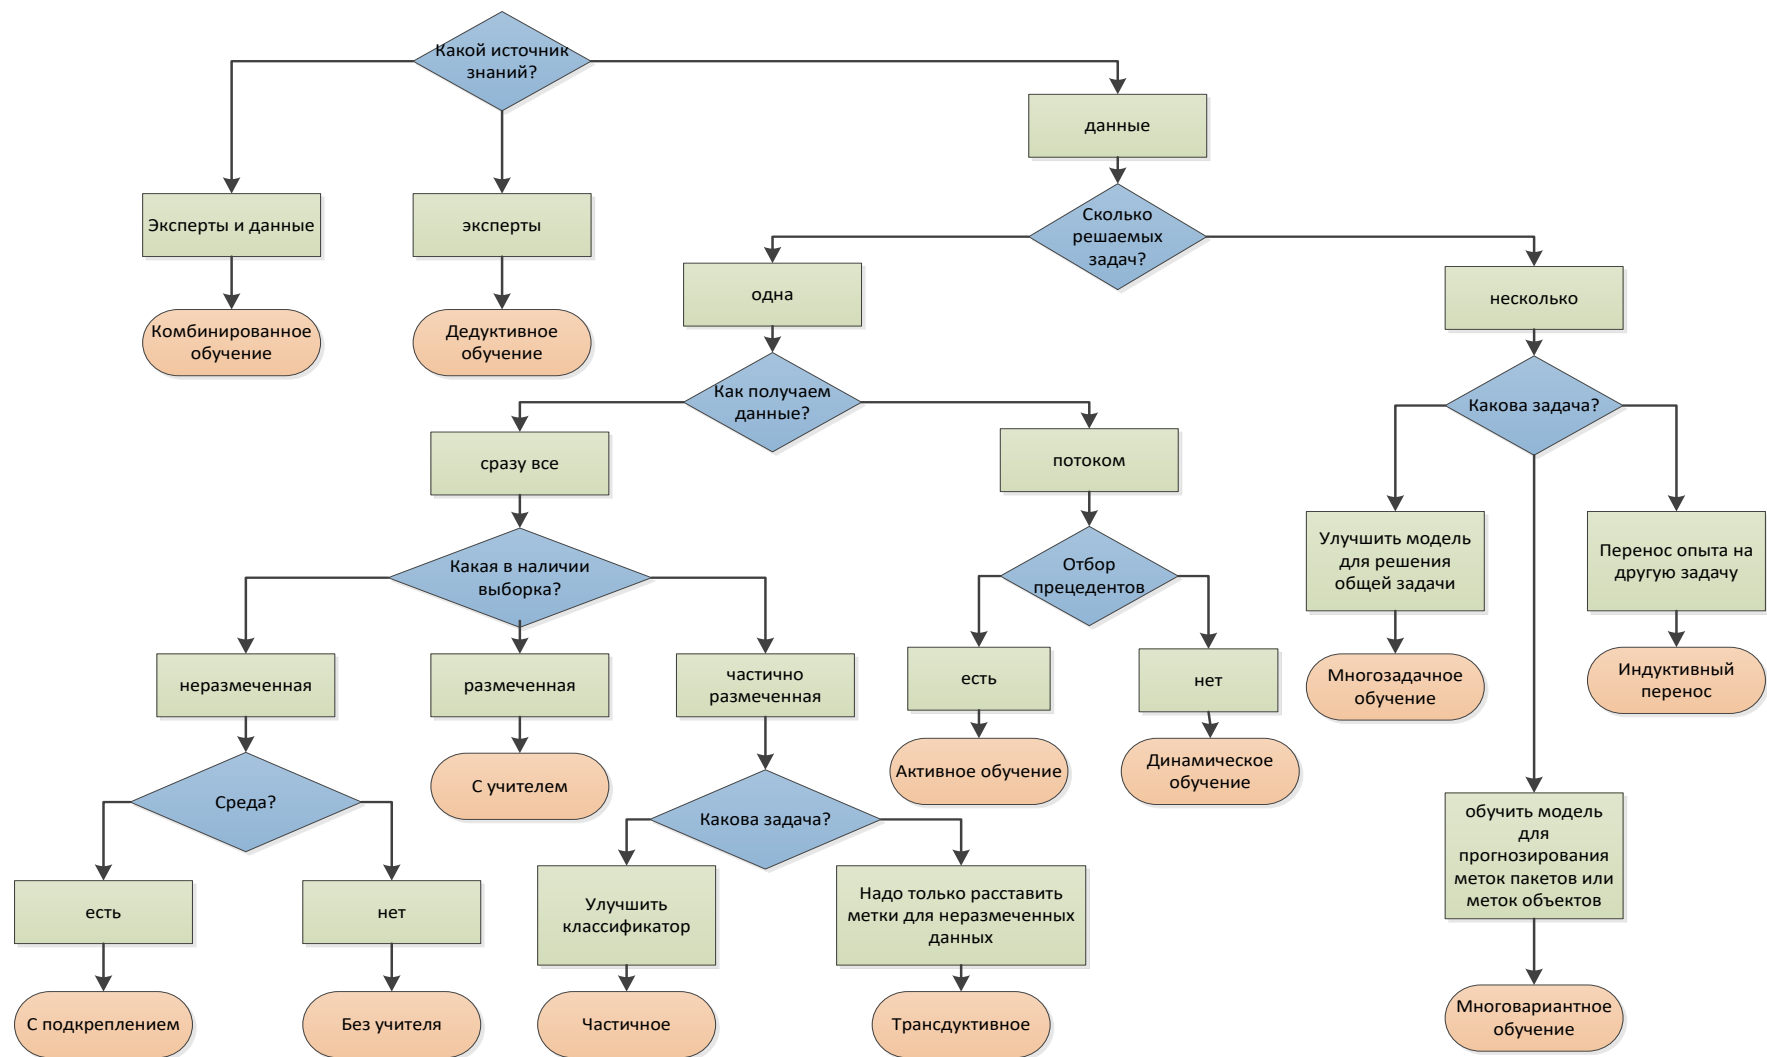 Какой источник
знаний?
данные
Эксперты и данные
эксперты
Сколько
решаемых
задач?
одна
несколько
Комбинированное
обучение
Дедуктивное
обучение
Как получаем
данные?
Какова задача?
сразу все
потоком
Улучшить модель
для решения
общей задачи
Перенос опыта на
другую задачу
Какая в наличии
выборка?
Отбор
прецедентов
неразмеченная
размеченная
частично
размеченная
есть
нет
Многозадачное
обучение
Индуктивный
перенос
Среда?
С учителем
Какова задача?
Активное обучение
Динамическое
обучение
обучить модель
для
прогнозирования
меток пакетов или
меток объектов
есть
нет
Улучшить
классификатор
Надо только расставить
метки для неразмеченных
данных
С подкреплением
Без учителя
Частичное
Трансдуктивное
Многовариантное
обучение